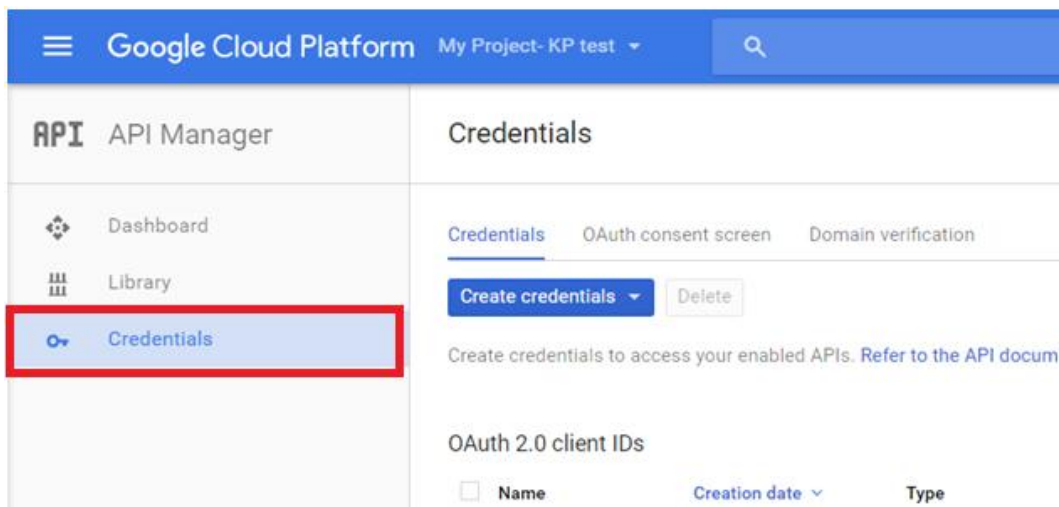 Google Cloud Platform My Project- KP test
API API Manager
Credentials
Dashboard
Library
Credentials
Credentials OAuth consent screen Domain verification
Create credentials Delete
Create credentials to access your enabled APIs. Refer to the API docum
OAuth 2.0 client IDs
Name Creation date Type